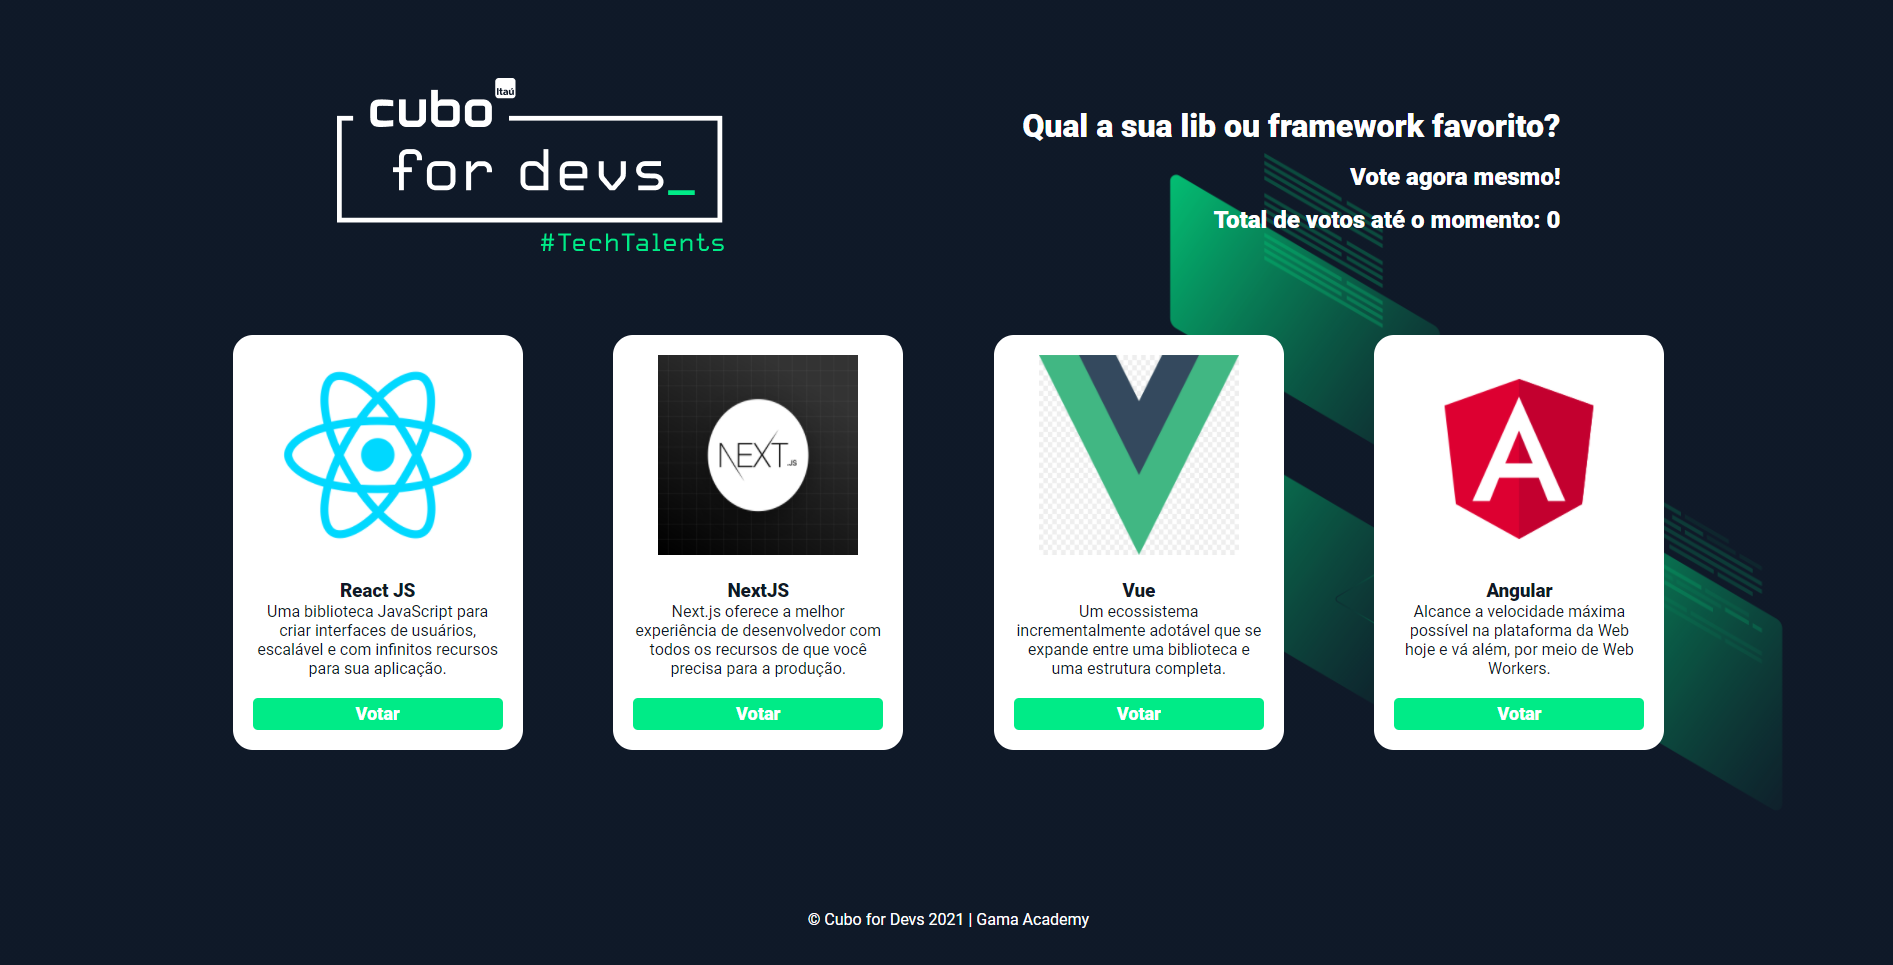 cubo
Itaú
for devs_
#TechTalents
Qual a sua lib ou framework favorito?
Vote agora mesmo!
Total de votos até o momento: 0
React JS
Uma biblioteca JavaScript para
criar interfaces de usuários,
escalável e com infinitos recursos
para sua aplicação.
Votar
NEXT.JS
NextJS
Next.js oferece a melhor
experiência de desenvolvedor com
todos os recursos de que você
precisa para a produção.
Votar
Vue
Um ecossistema
incrementalmente adotável que se
expande entre uma biblioteca e
uma estrutura completa.
Votar
A
Angular
Alcance a velocidade máxima
possível na plataforma da Web
hoje e vá além, por meio de Web
Workers.
Votar
© Cubo for Devs 2021 | Gama Academy